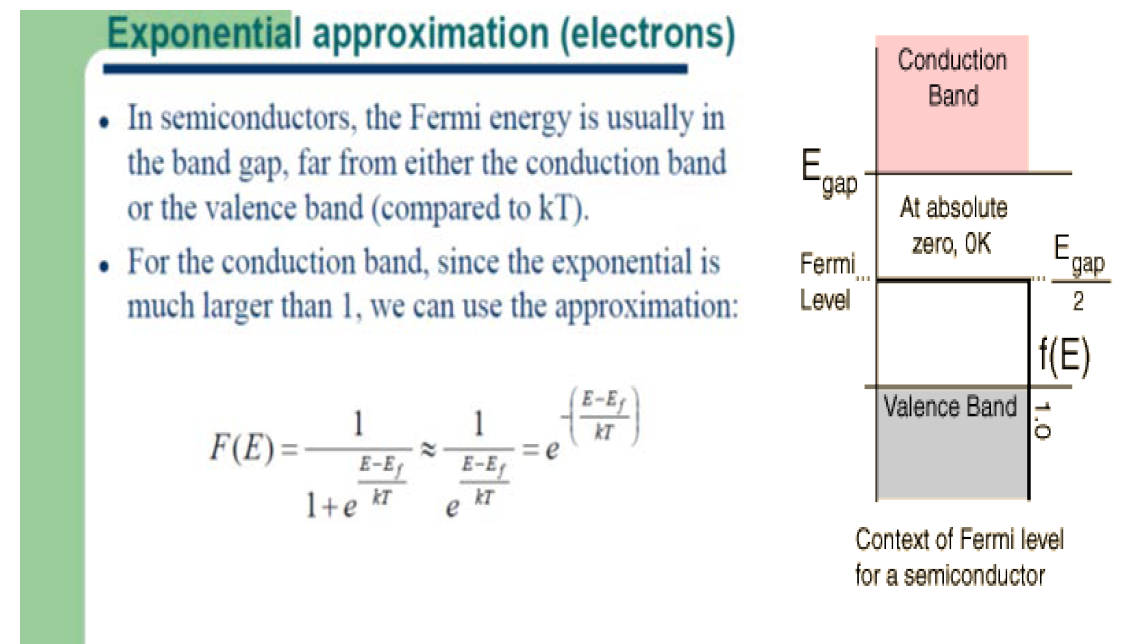 Exponential approximation (electrons)
• In semiconductors, the Fermi energy is usually in
the band gap, far from either the conduction band
or the valence band (compared to kT).
• For the conduction band, since the exponential is
much larger than 1, we can use the approximation:
F(E) = 1 / (1 + e^((E−E_f)/kT)) ≈ 1 / e^((E−E_f)/kT) = e^−((E−E_f)/kT)
Conduction
Band
E_gap
At absolute
zero, 0K
Fermi
Level
E_gap / 2
f(E)
Valence Band
1.0
Context of Fermi level
for a semiconductor